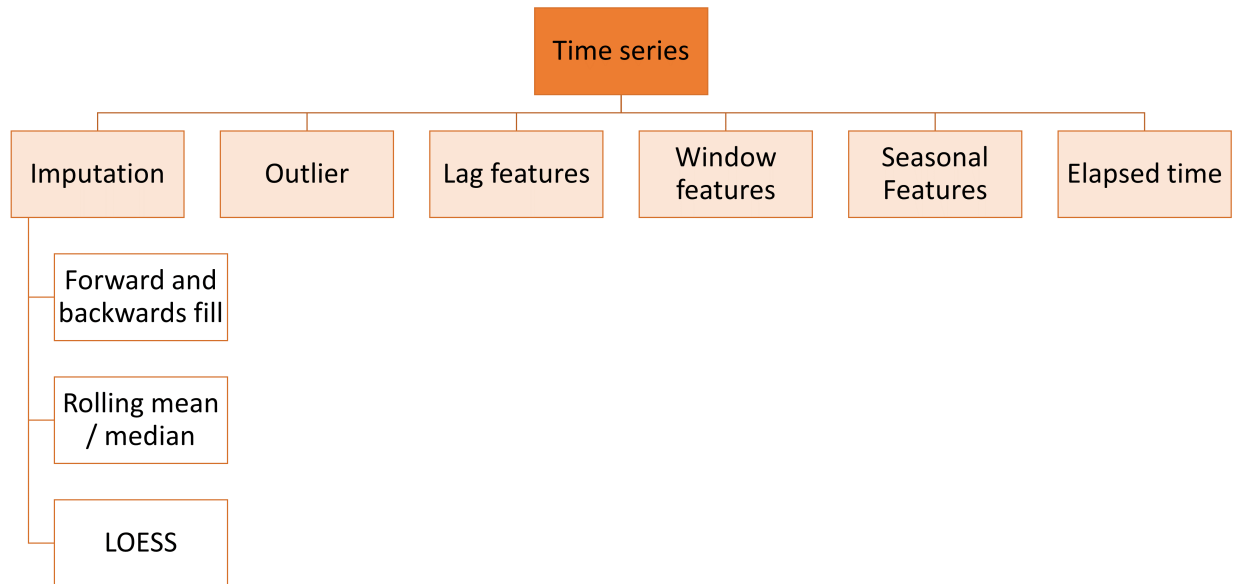 Time series
Imputation
Outlier
Lag features
Window
features
Seasonal
Features
Elapsed time
Forward and
backwards fill
Rolling mean
/ median
LOESS